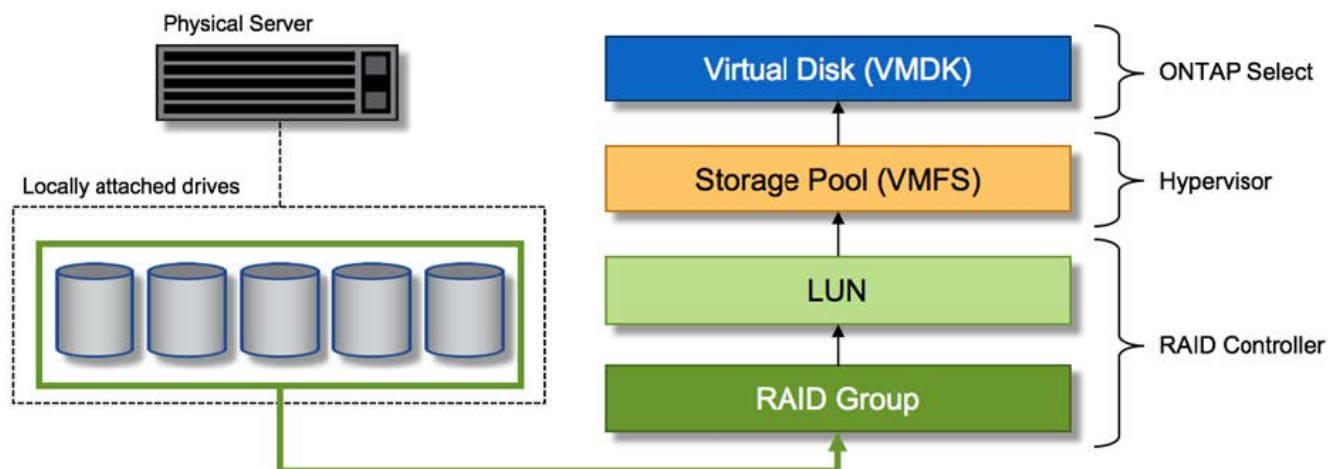 Physical Server
Locally attached drives
Virtual Disk (VMDK)
Storage Pool (VMFS)
LUN
RAID Group
ONTAP Select
Hypervisor
RAID Controller